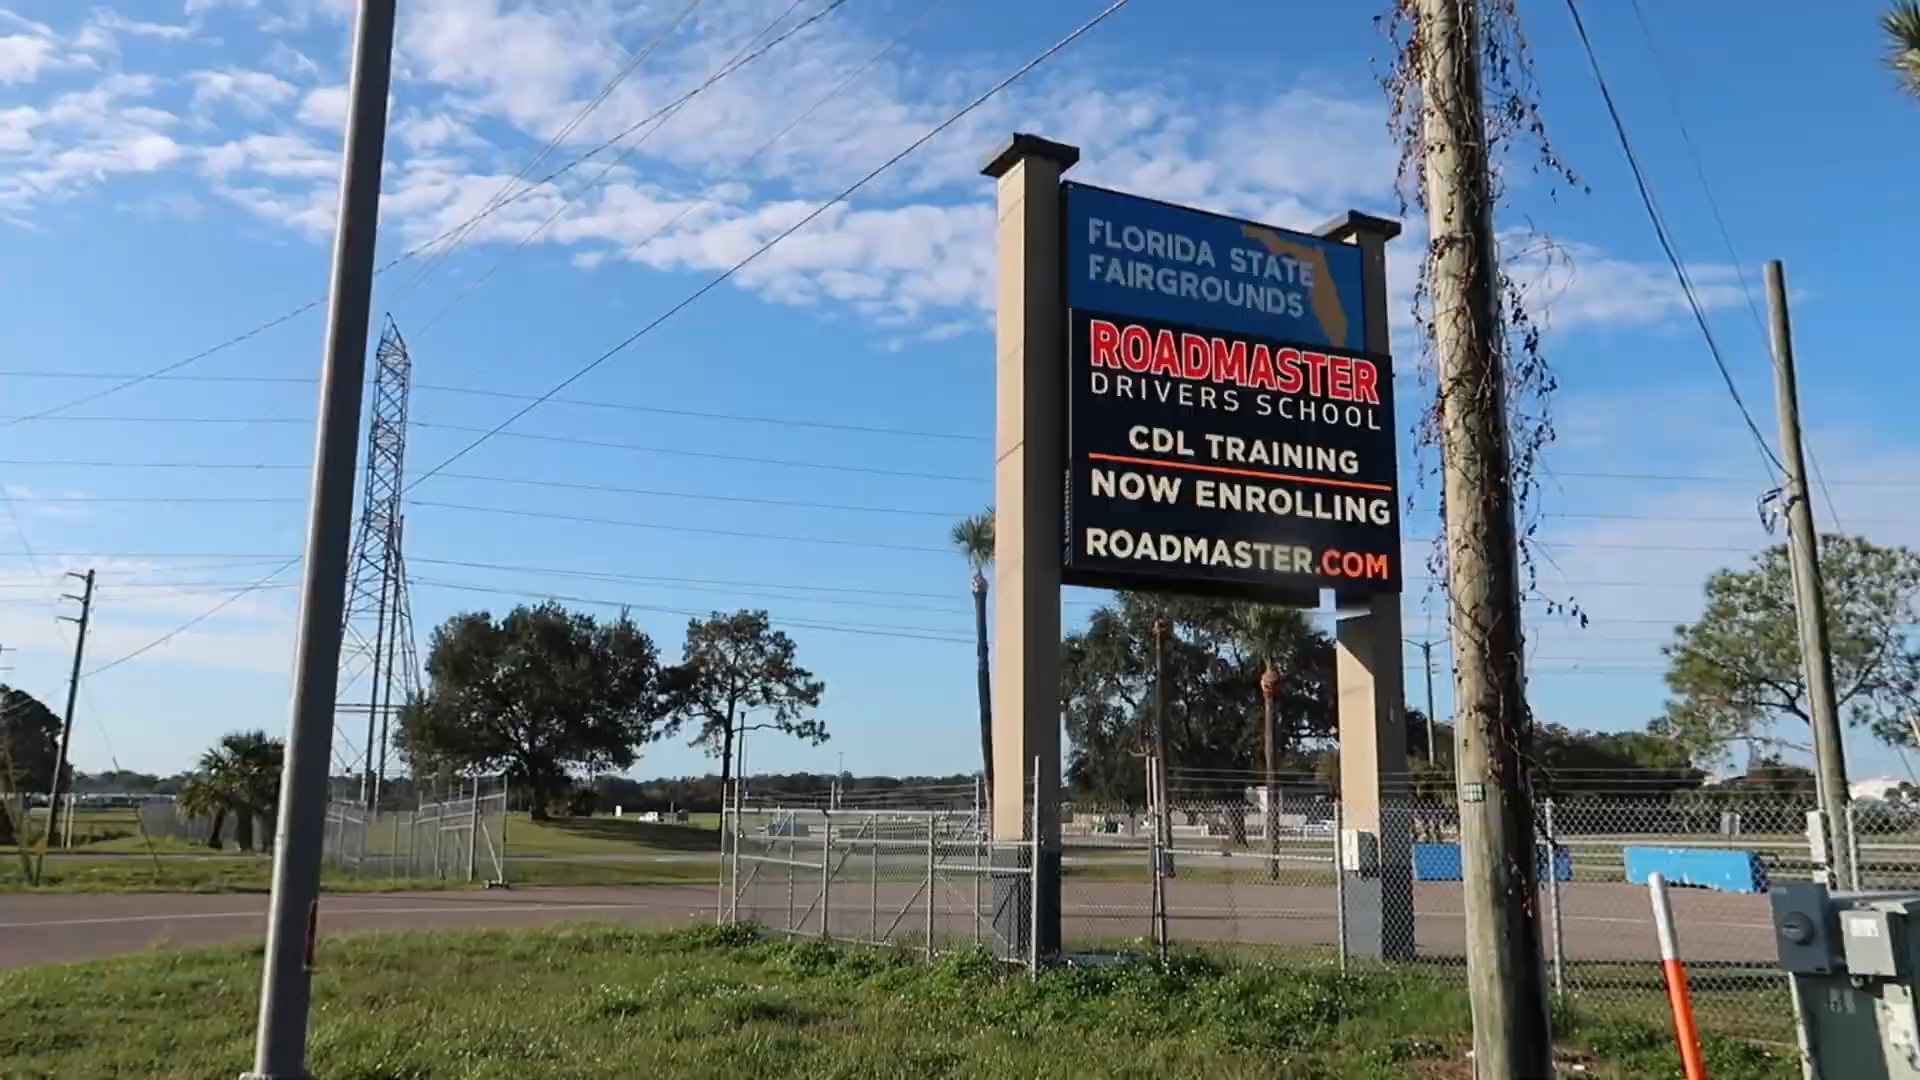 FLORIDA STATE
FAIRGROUNDS
ROADMASTER
DRIVERS SCHOOL
CDL TRAINING
NOW ENROLLING
ROADMASTER.COM